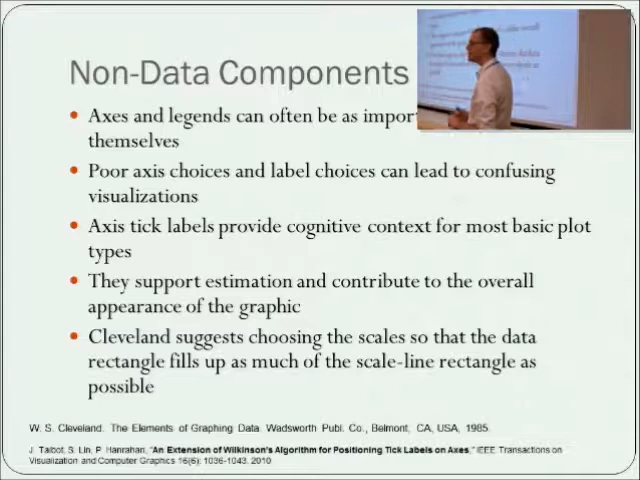 Non-Data Components
Axes and legends can often be as
themselves
Poor axis choices and label choices can lead to confusing
visualizations
Axis tick labels provide cognitive context for most basic plot
types
They support estimation and contribute to the overall
appearance of the graphic
Cleveland suggests choosing the scales so that the data
rectangle fills up as much of the scale-line rectangle as
possible
W. S. Cleveland. The Elements of Graphing Data. Wadsworth Publ. Co., Belmont, CA, USA, 1985.
J. Talbot, S. Lin, P. Hanrahan, "An Extension of Wilkinson's Algorithm for Positioning Tick Labels on Axes," IEEE Transactions on
Visualization and Computer Graphics 16(6): 1036-1043, 2010